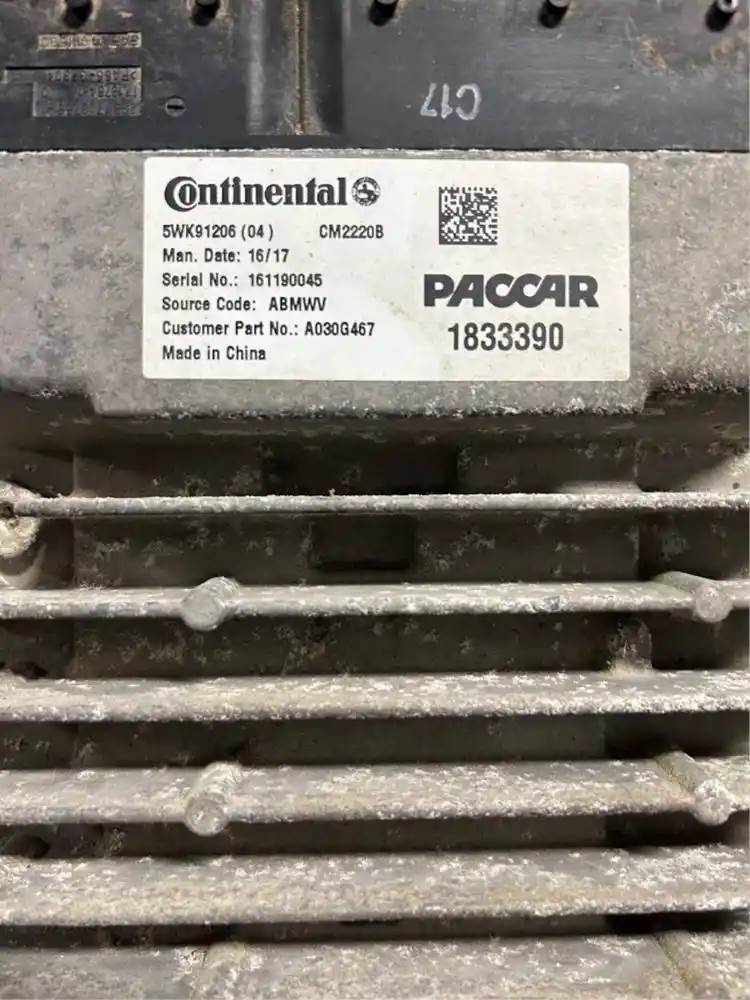 C17
Continental
5WK91206 (04) CM2220B
Man. Date: 16/17
Serial No.: 161190045
Source Code: ABMWV
Customer Part No.: A030G467
Made in China
PACCAR
1833390